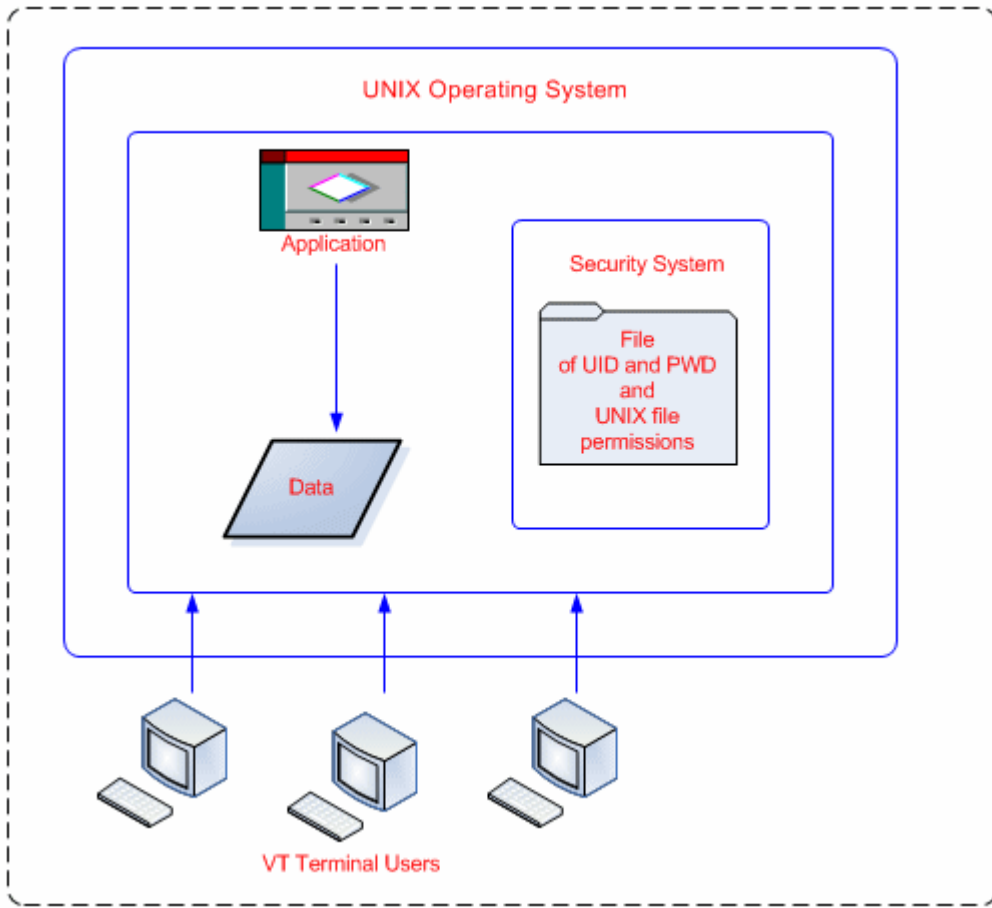 UNIX Operating System
Application
Security System
File
of UID and PWD
and
UNIX file
permissions
Data
VT Terminal Users